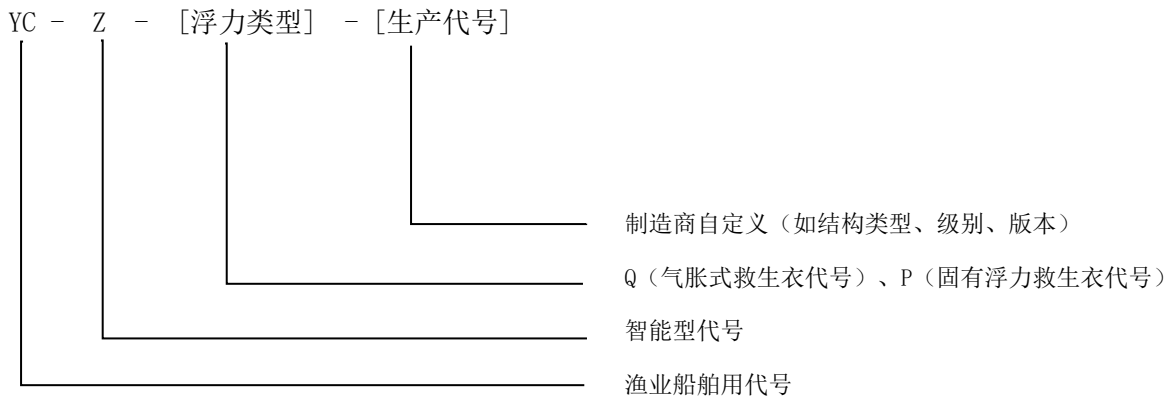 YC - Z - [浮力类型] -[生产代号]
制造商自定义（如结构类型、级别、版本）
Q（气胀式救生衣代号）、P（固有浮力救生衣代号）
智能型代号
渔业船舶用代号